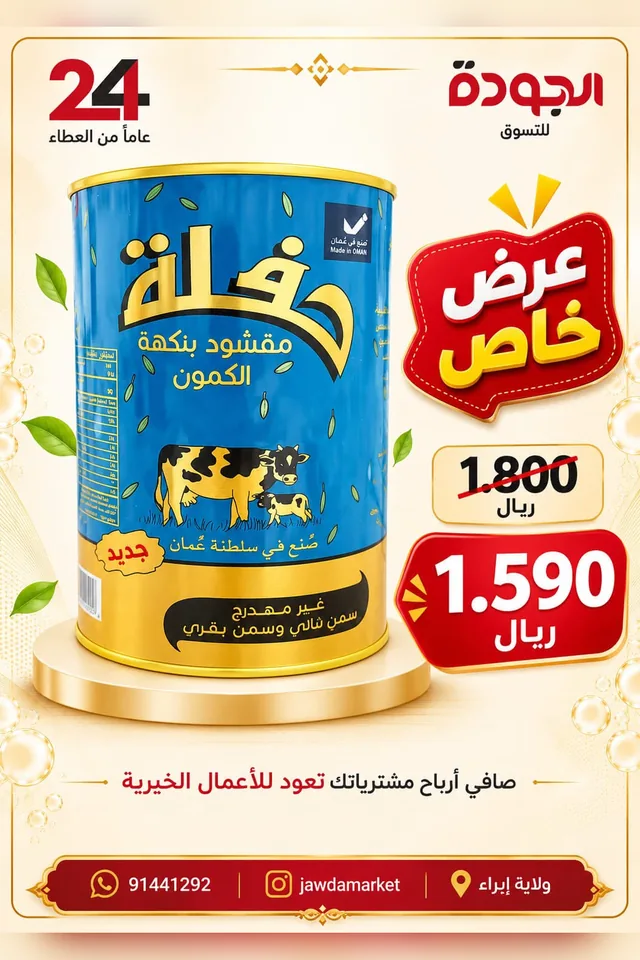 24
عاماً من العطاء
الجودة
للتسوق
صنع في عُمان
Made in OMAN
حفلة
مقشود بنكهة
الكمون
صُنع في سلطنة عُمان
جديد
غير مهدرج
سمن نباتي وسمن بقري
عرض
خاص
1.800
ريال
1.590
ريال
صافي أرباح مشترياتك تعود للأعمال الخيرية
ولاية إبراء
jawdamarket
91441292